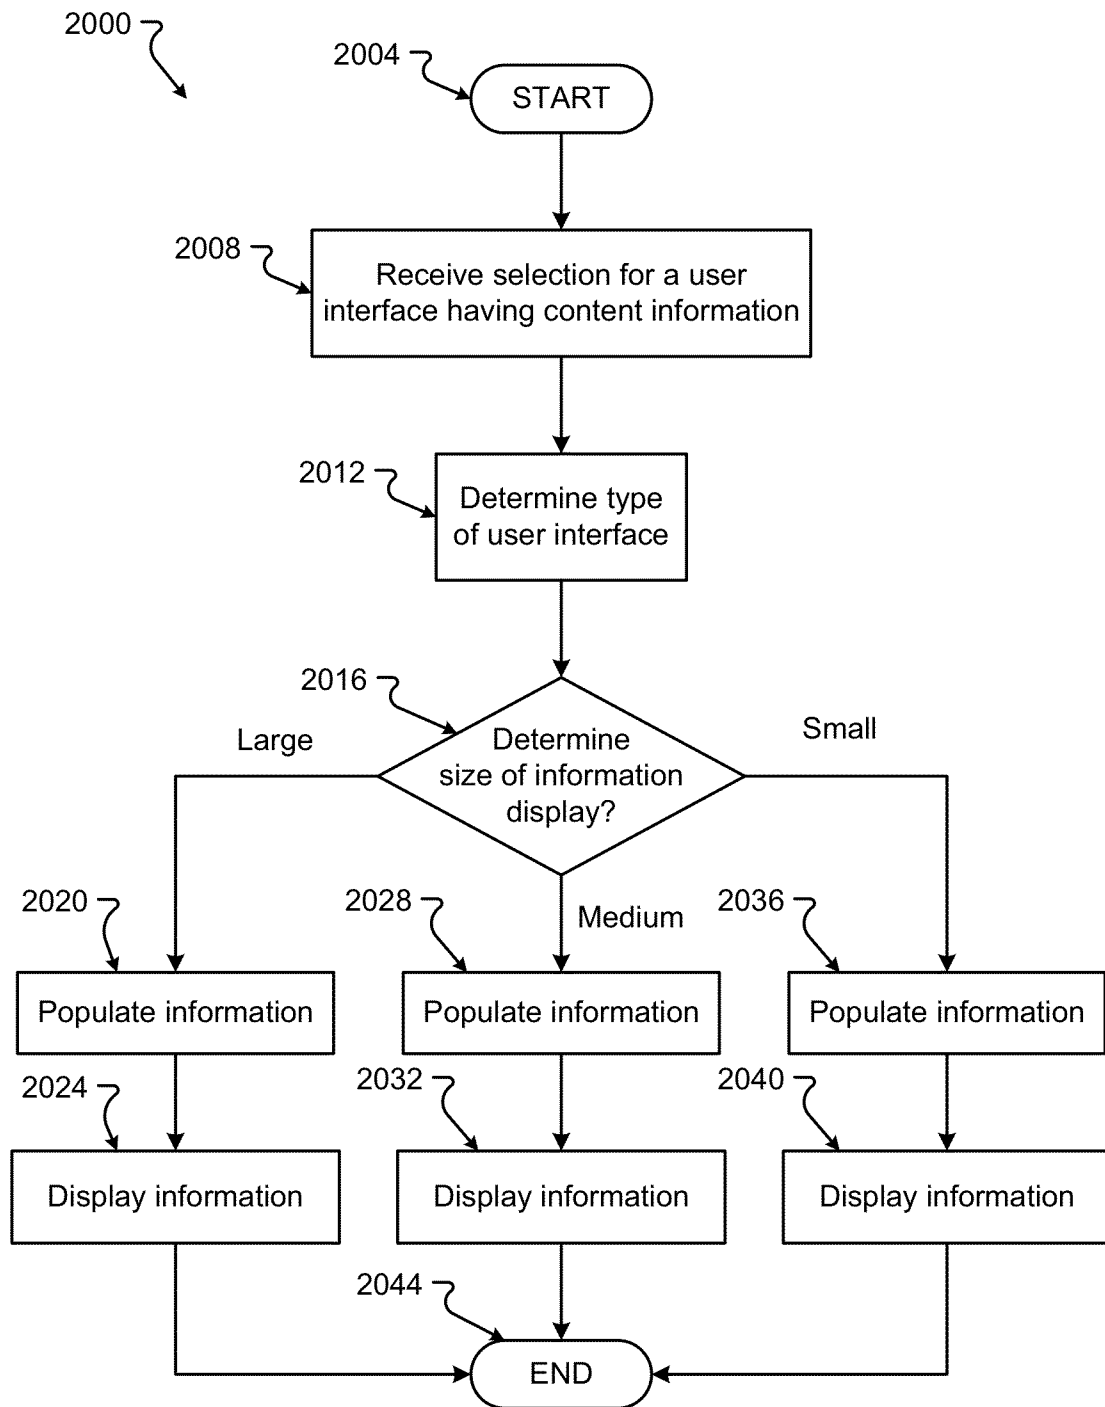 2000
2004
START
2008
Receive selection for a user
interface having content information
2012
Determine type
of user interface
2016
Large
Determine
size of information
display?
Small
2020
2028
Medium
2036
Populate information
Populate information
Populate information
2024
2032
2040
Display information
Display information
Display information
2044
END